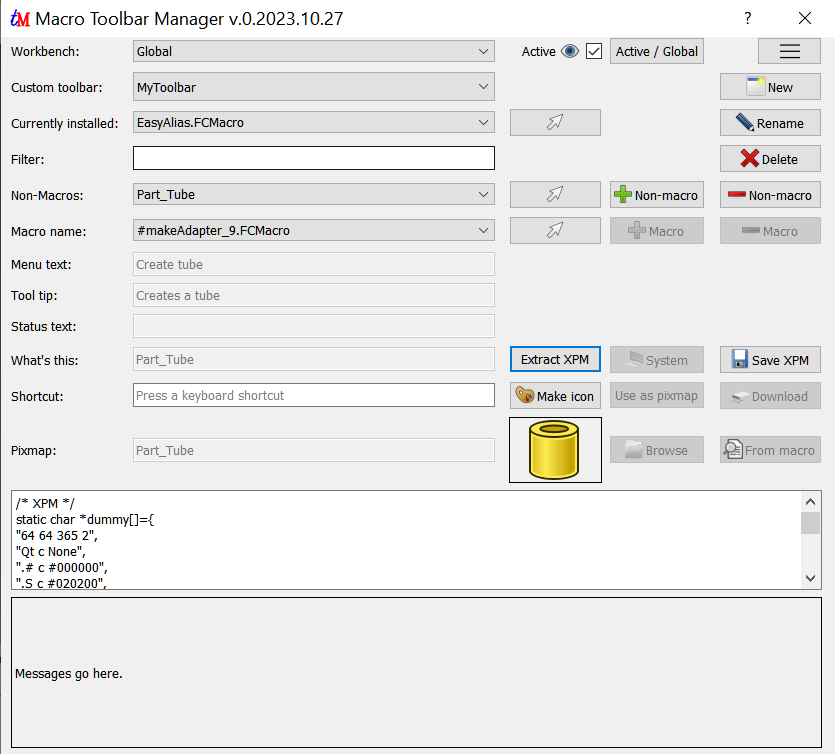 tM Macro Toolbar Manager v.0.2023.10.27 ?
Workbench: Global Active Active / Global
Custom toolbar: MyToolbar New
Currently installed: EasyAlias.FCMacro Rename
Filter: Delete
Non-Macros: Part_Tube Non-macro Non-macro
Macro name: #makeAdapter_9.FCMacro Macro Macro
Menu text: Create tube
Tool tip: Creates a tube
Status text:
What's this: Part_Tube Extract XPM System Save XPM
Shortcut: Press a keyboard shortcut Make icon Use as pixmap Download
Pixmap: Part_Tube Browse From macro
/* XPM */
static char *dummy[]={
"64 64 365 2",
"Qt c None",
".# c #000000",
".S c #020200",
Messages go here.